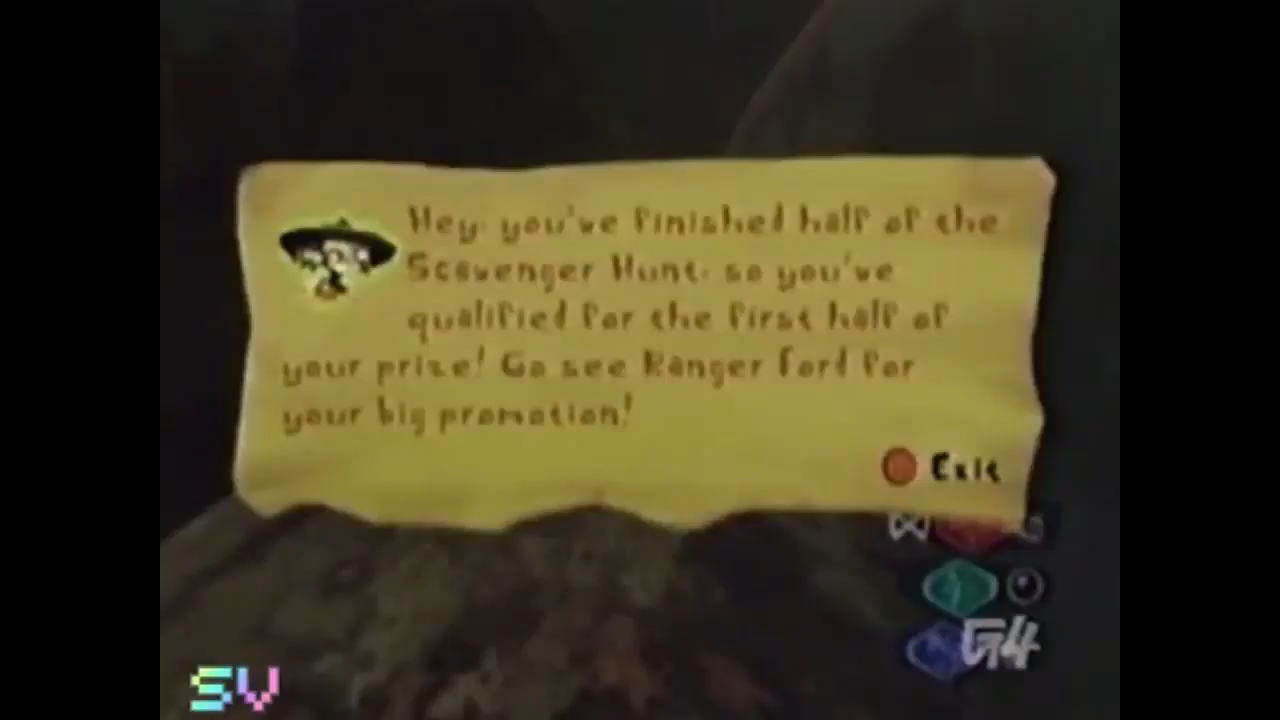 Hey, you've finished half of the
Scavenger Hunt, so you've
qualified for the first half of
your prize! Go see Ranger Ford for
your big promotion!
Exit
G4
SV